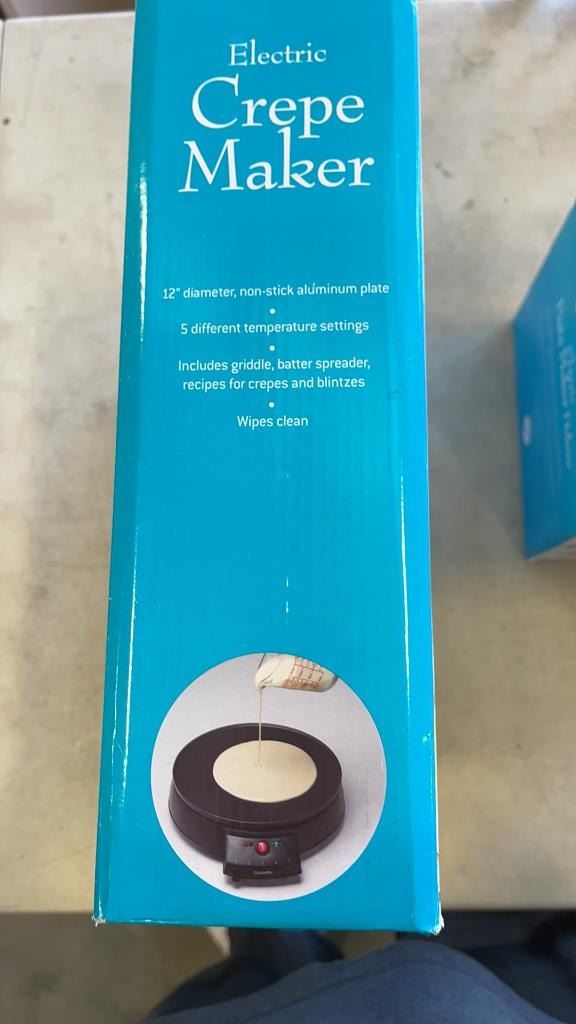 Electric
Crepe
Maker
12" diameter, non-stick aluminum plate
•
5 different temperature settings
•
Includes griddle, batter spreader,
recipes for crepes and blintzes
•
Wipes clean